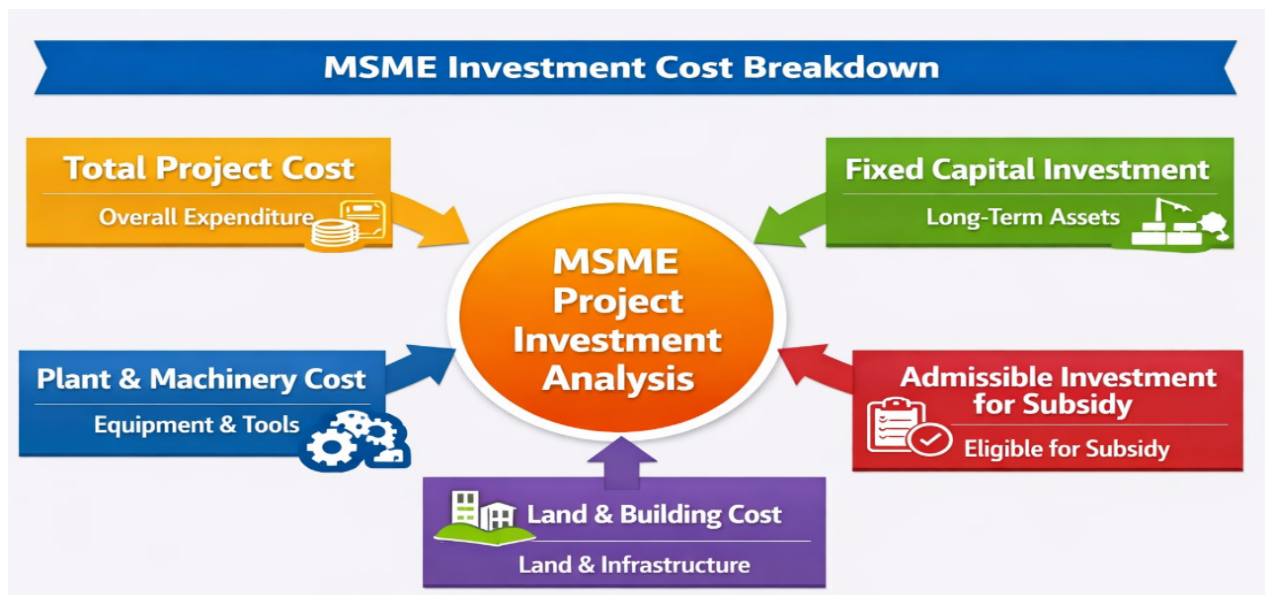 MSME Investment Cost Breakdown
Total Project Cost
Overall Expenditure
Fixed Capital Investment
Long-Term Assets
MSME
Project
Investment
Analysis
Plant & Machinery Cost
Equipment & Tools
Admissible Investment
for Subsidy
Eligible for Subsidy
Land & Building Cost
Land & Infrastructure